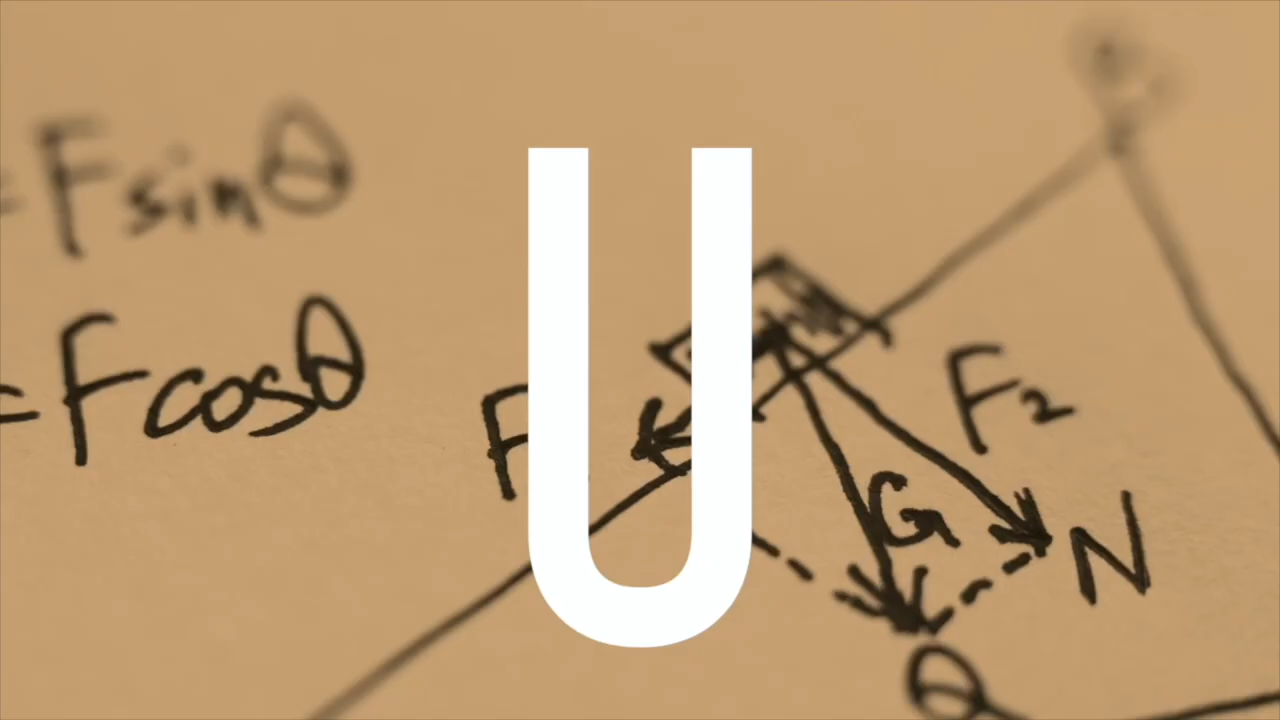 =Fsinθ
=Fcosθ
U
F
F₂
G
N
θ